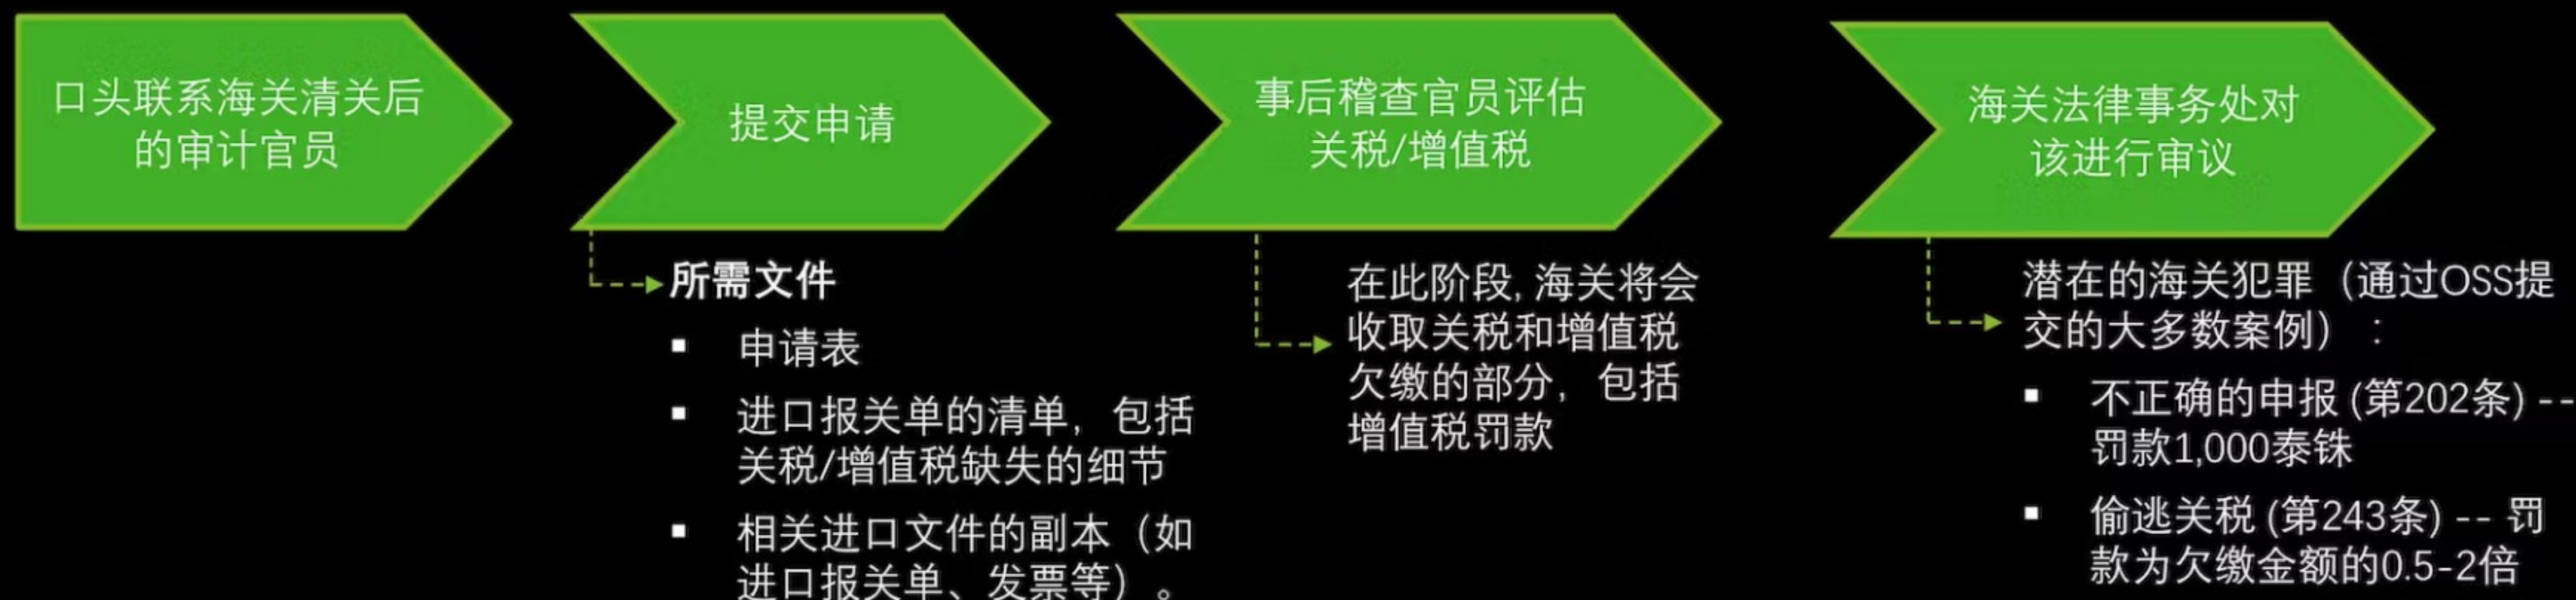 口头联系海关清关后
的审计官员
提交申请
事后稽查官员评估
关税/增值税
海关法律事务处对
该进行审议
所需文件
▪ 申请表
▪ 进口报关单的清单，包括
关税/增值税缺失的细节
▪ 相关进口文件的副本（如
进口报关单、发票等）。
在此阶段, 海关将会
收取关税和增值税
欠缴的部分，包括
增值税罚款
潜在的海关犯罪（通过OSS提
交的大多数案例）：
▪ 不正确的申报 (第202条) --
罚款1,000泰铢
▪ 偷逃关税 (第243条) -- 罚
款为欠缴金额的0.5-2倍